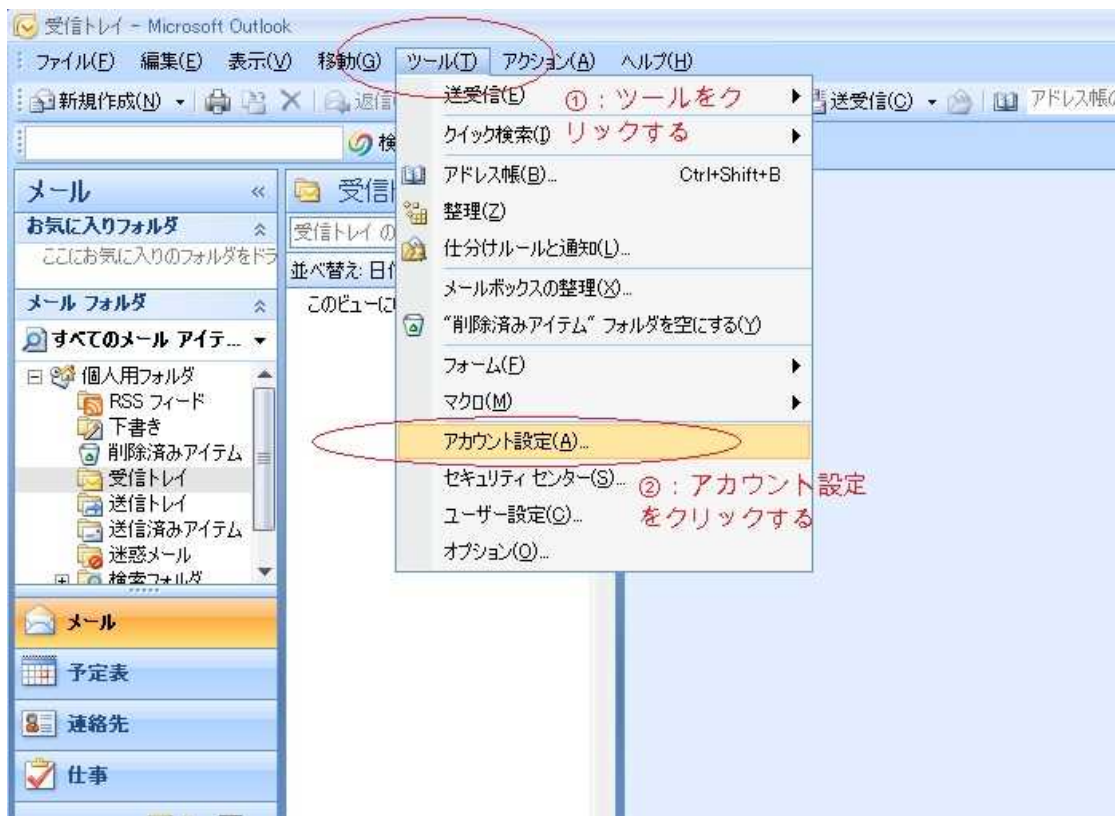 受信トレイ - Microsoft Outlook
ファイル(F) 編集(E) 表示(V) 移動(G) ツール(T) アクション(A) ヘルプ(H)
新規作成(N) 返信 送受信(C) アドレス帳の
検
送受信(E)
①：ツールをク
リックする
クイック検索(I)
アドレス帳(B)... Ctrl+Shift+B
整理(Z)
仕分けルールと通知(L)...
メールボックスの整理(X)...
"削除済みアイテム" フォルダを空にする(Y)
フォーム(F)
マクロ(M)
アカウント設定(A)...
セキュリティ センター(S)...
②：アカウント設定
をクリックする
ユーザー設定(C)...
オプション(O)...
メール «
お気に入りフォルダ
ここにお気に入りのフォルダをドラ
メール フォルダ
すべてのメール アイテ...
個人用フォルダ
RSS フィード
下書き
削除済みアイテム
受信トレイ
送信トレイ
送信済みアイテム
迷惑メール
検索フォルダ
受信
受信トレイ の
並べ替え: 日
このビューに
メール
予定表
連絡先
仕事